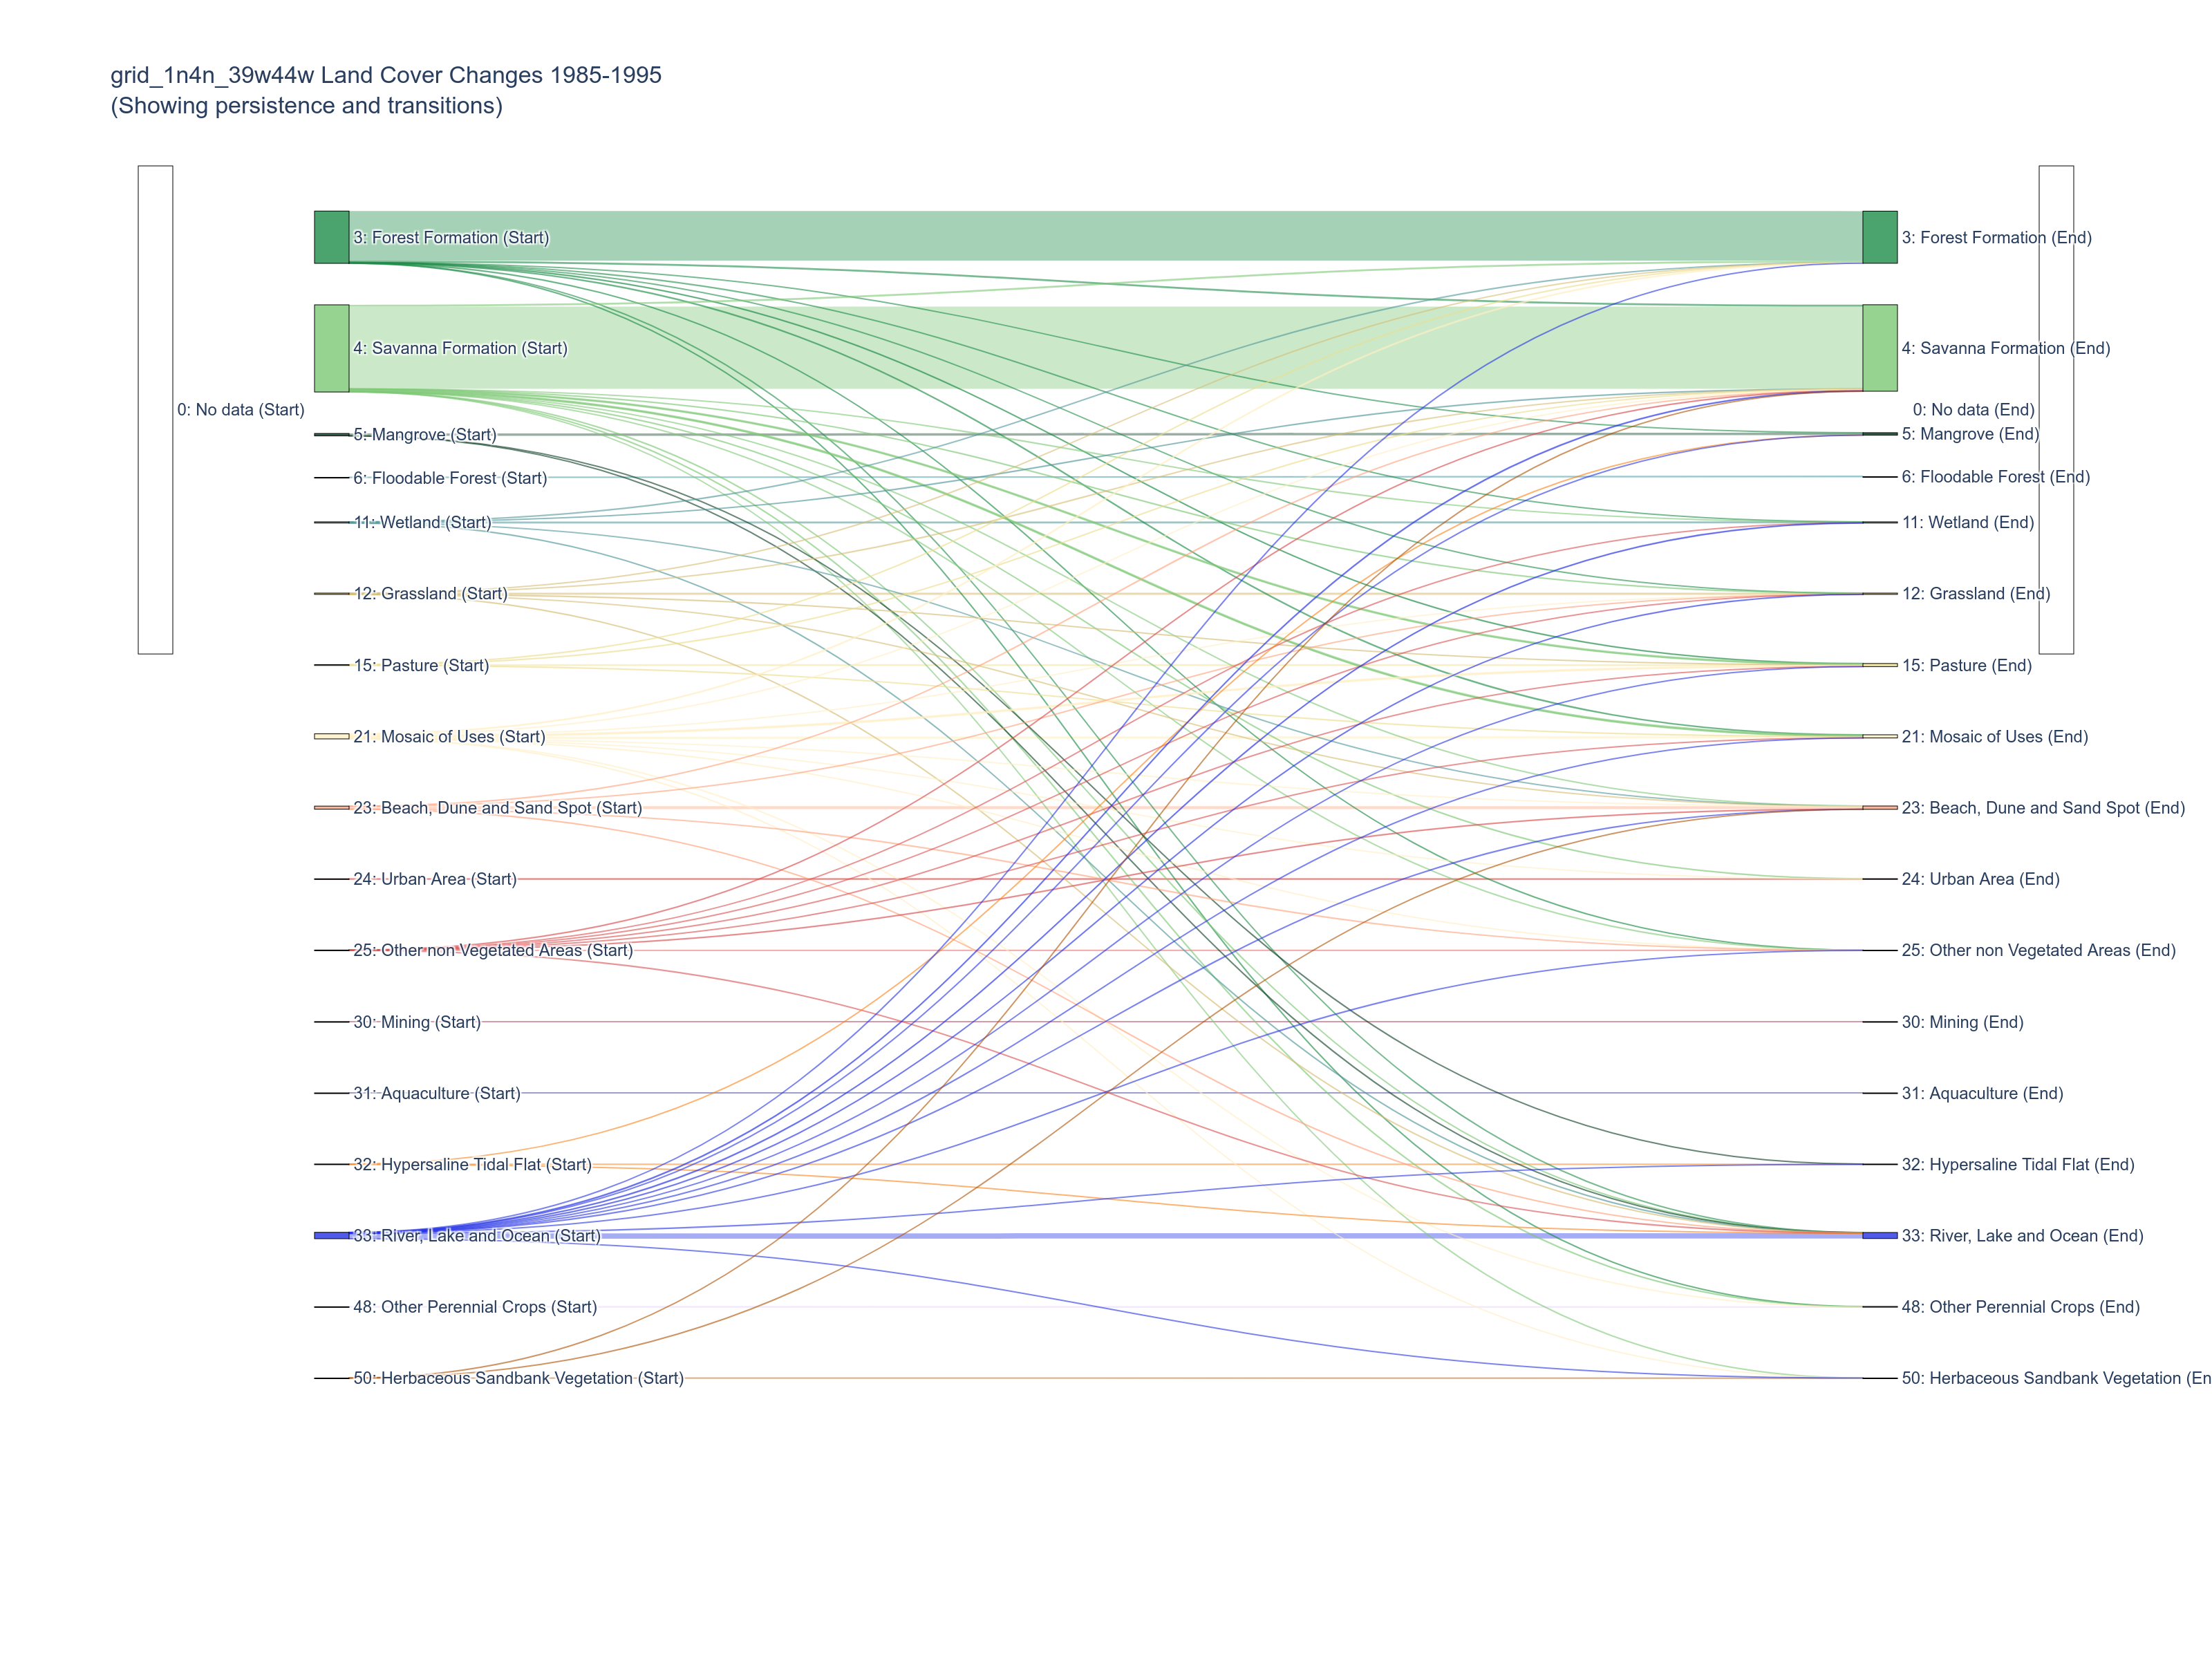 grid_1n4n_39w44w Land Cover Changes 1985-1995
(Showing persistence and transitions)
3: Forest Formation (Start)
3: Forest Formation (End)
4: Savanna Formation (Start)
4: Savanna Formation (End)
0: No data (Start)
0: No data (End)
5: Mangrove (Start)
5: Mangrove (End)
6: Floodable Forest (Start)
6: Floodable Forest (End)
11: Wetland (Start)
11: Wetland (End)
12: Grassland (Start)
12: Grassland (End)
15: Pasture (Start)
15: Pasture (End)
21: Mosaic of Uses (Start)
21: Mosaic of Uses (End)
23: Beach, Dune and Sand Spot (Start)
23: Beach, Dune and Sand Spot (End)
24: Urban Area (Start)
24: Urban Area (End)
25: Other non Vegetated Areas (Start)
25: Other non Vegetated Areas (End)
30: Mining (Start)
30: Mining (End)
31: Aquaculture (Start)
31: Aquaculture (End)
32: Hypersaline Tidal Flat (Start)
32: Hypersaline Tidal Flat (End)
33: River, Lake and Ocean (Start)
33: River, Lake and Ocean (End)
48: Other Perennial Crops (Start)
48: Other Perennial Crops (End)
50: Herbaceous Sandbank Vegetation (Start)
50: Herbaceous Sandbank Vegetation (En